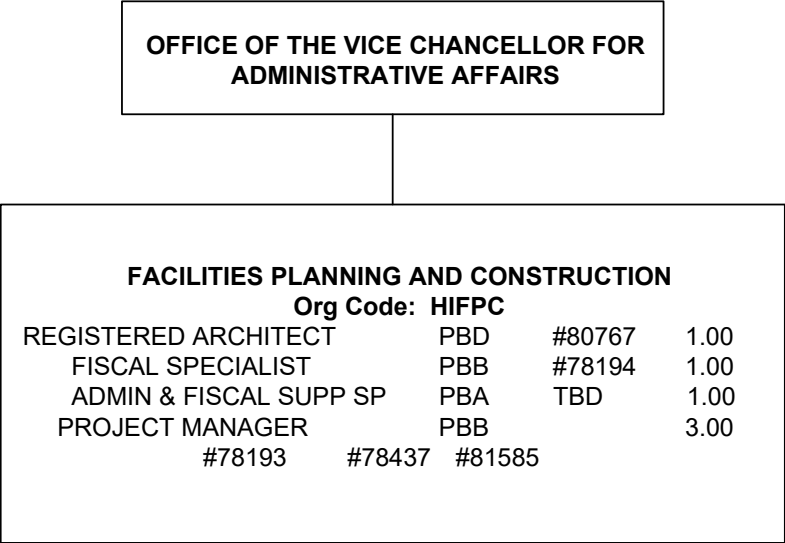 OFFICE OF THE VICE CHANCELLOR FOR
ADMINISTRATIVE AFFAIRS
FACILITIES PLANNING AND CONSTRUCTION
Org Code: HIFPC
REGISTERED ARCHITECT PBD #80767 1.00
FISCAL SPECIALIST PBB #78194 1.00
ADMIN & FISCAL SUPP SP PBA TBD 1.00
PROJECT MANAGER PBB 3.00
#78193 #78437 #81585